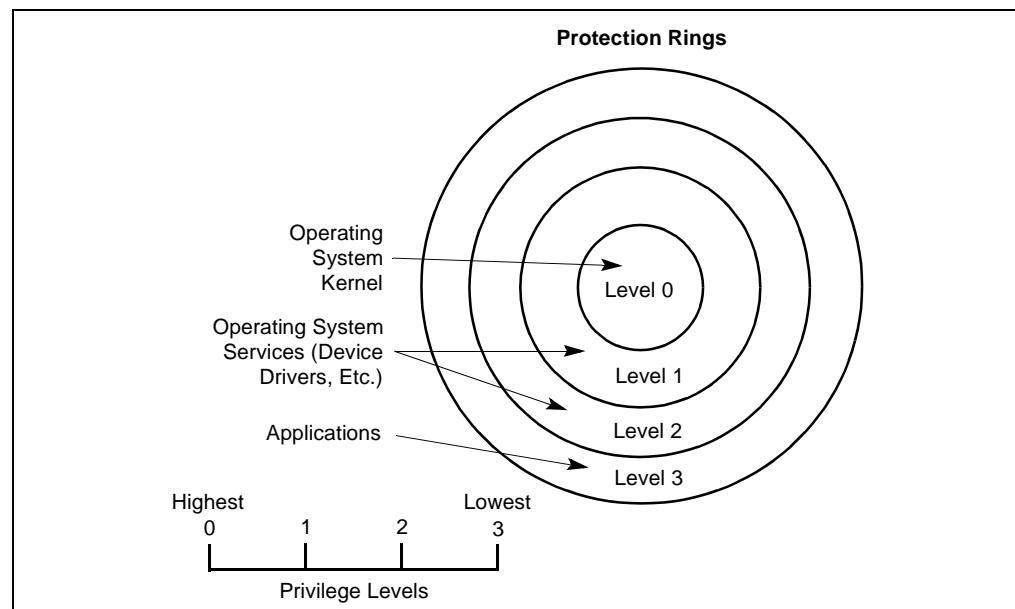 Protection Rings
Operating
System
Kernel
Level 0
Operating System
Services (Device
Drivers, Etc.)
Level 1
Level 2
Applications
Level 3
Highest
Lowest
0
1
2
3
Privilege Levels